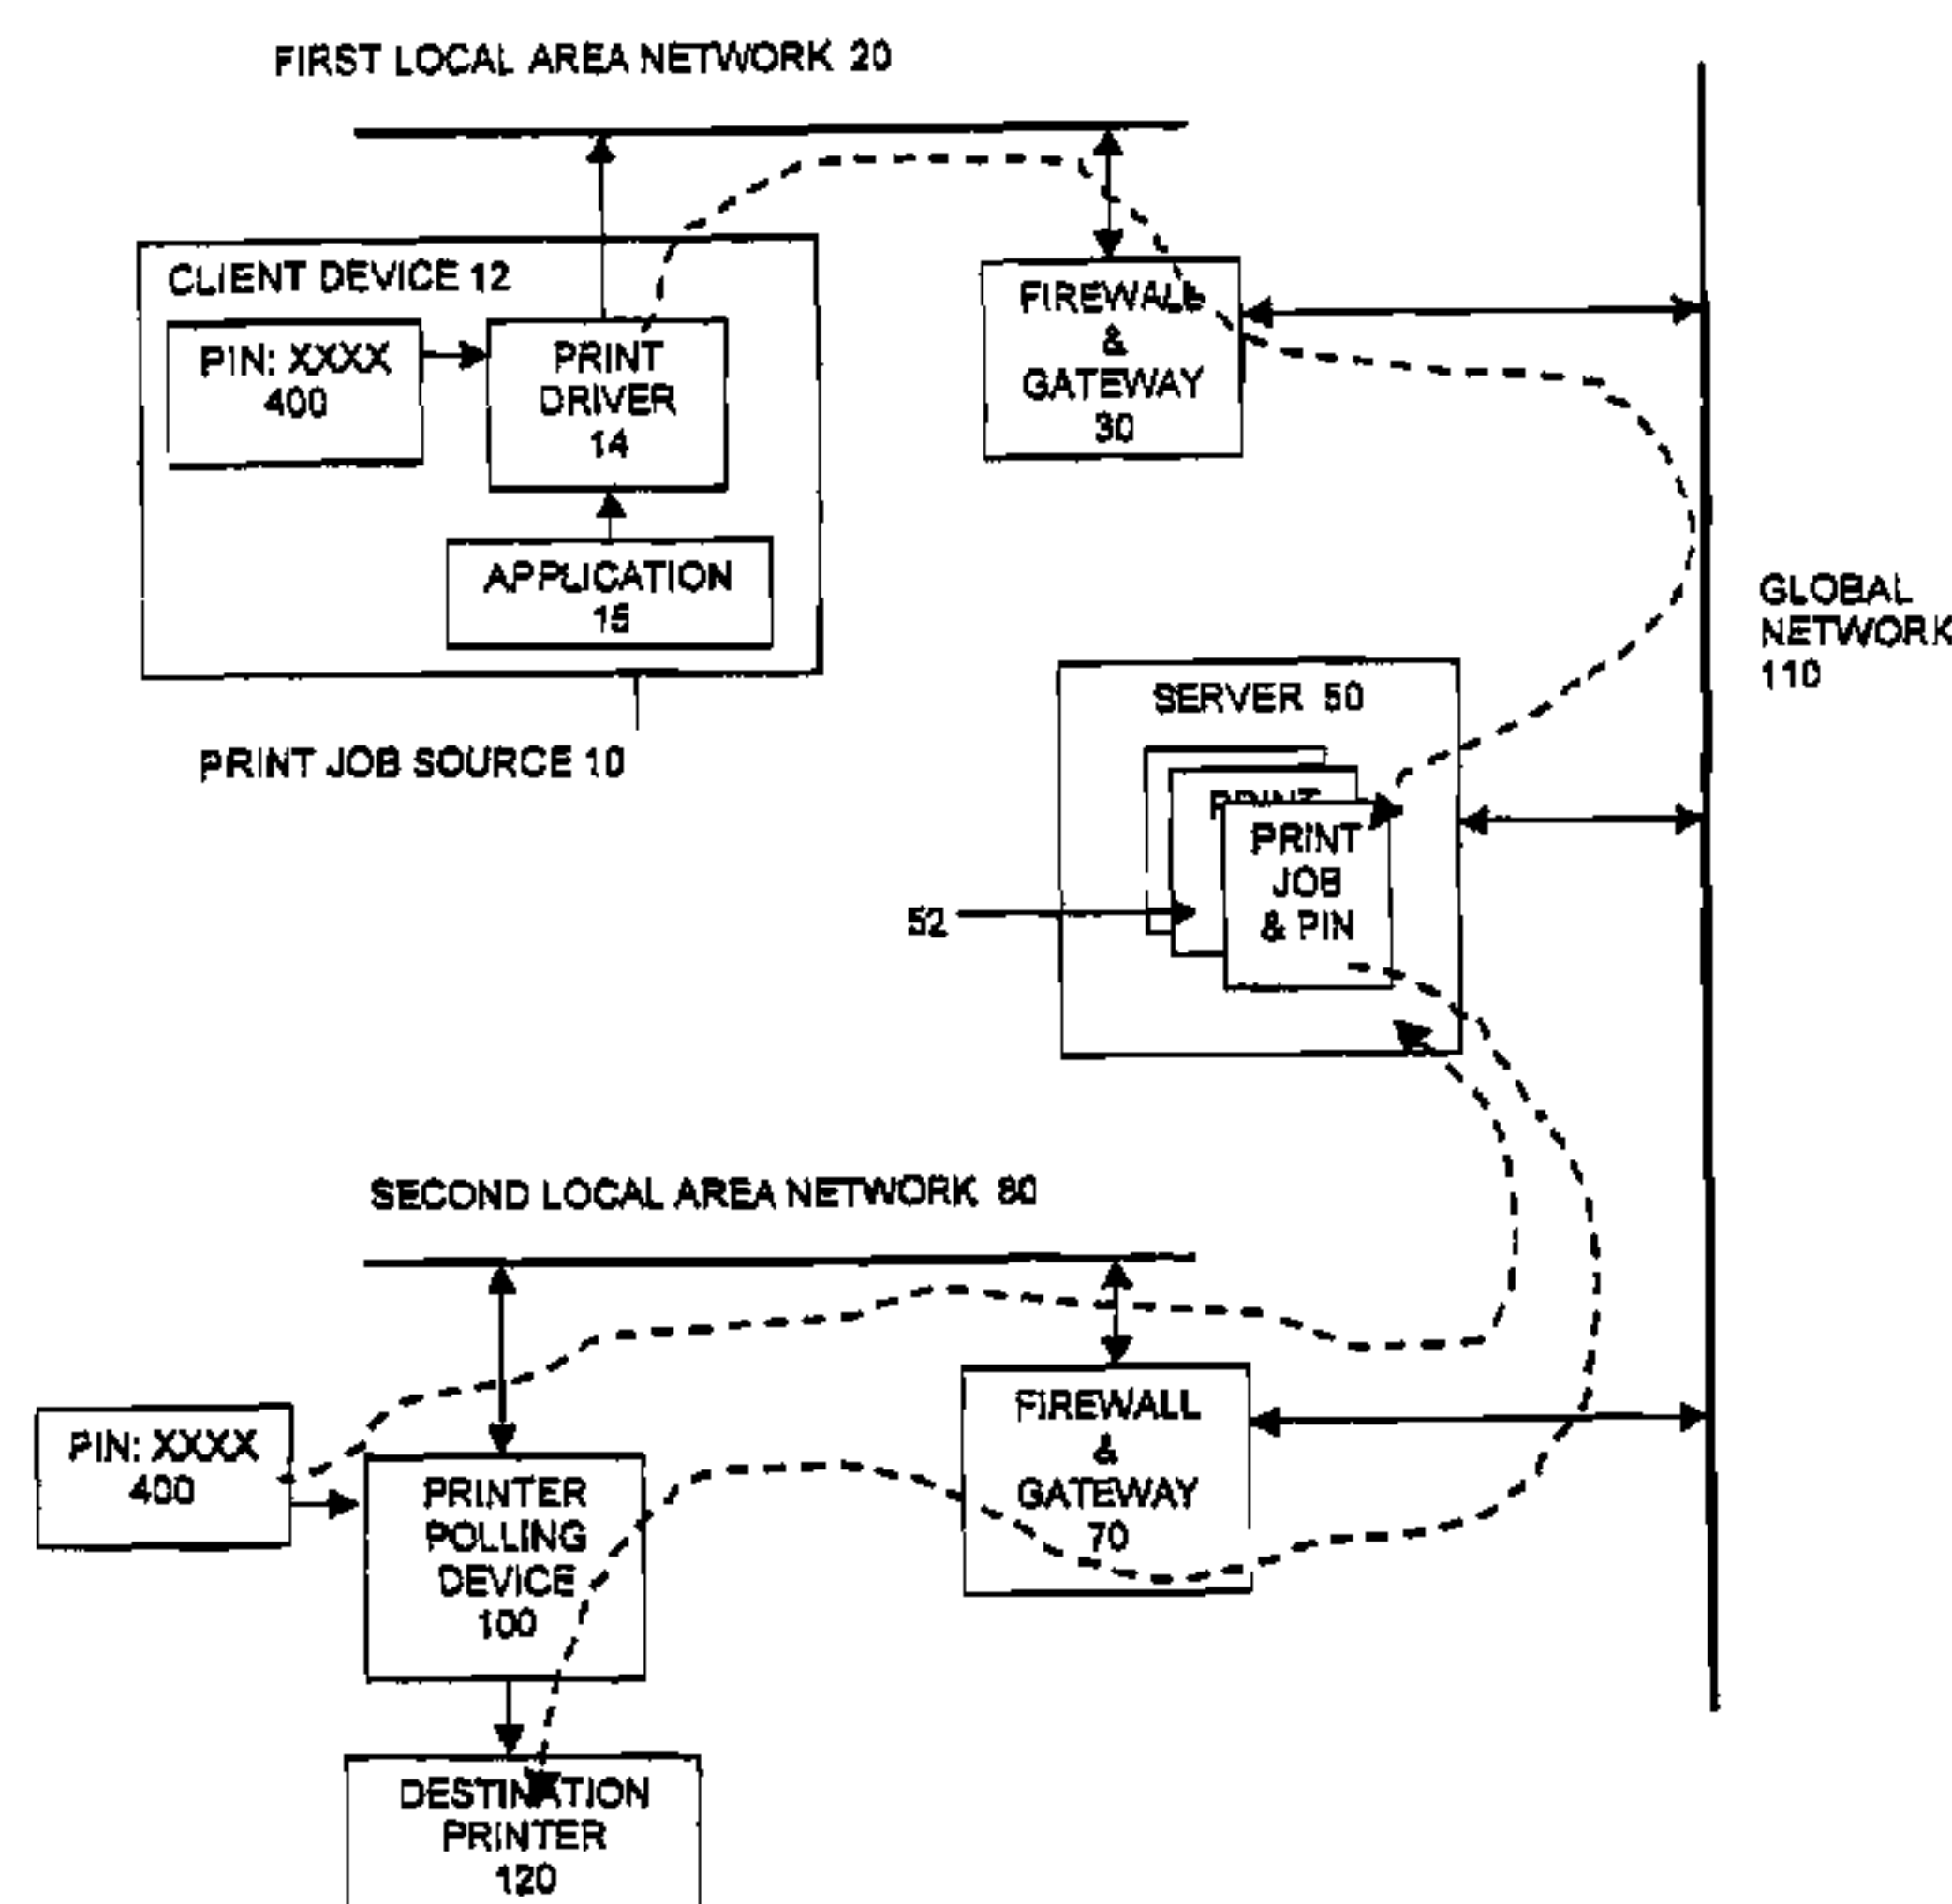 FIRST LOCAL AREA NETWORK 20
CLIENT DEVICE 12
PIN: XXXX
400
PRINT
DRIVER
14
APPLICATION
15
PRINT JOB SOURCE 10
FIREWALL
&
GATEWAY
30
GLOBAL
NETWORK
110
SERVER 50
PRINT
PRINT
JOB
& PIN
52
SECOND LOCAL AREA NETWORK 80
PIN: XXXX
400
PRINTER
POLLING
DEVICE
100
FIREWALL
&
GATEWAY
70
DESTINATION
PRINTER
120